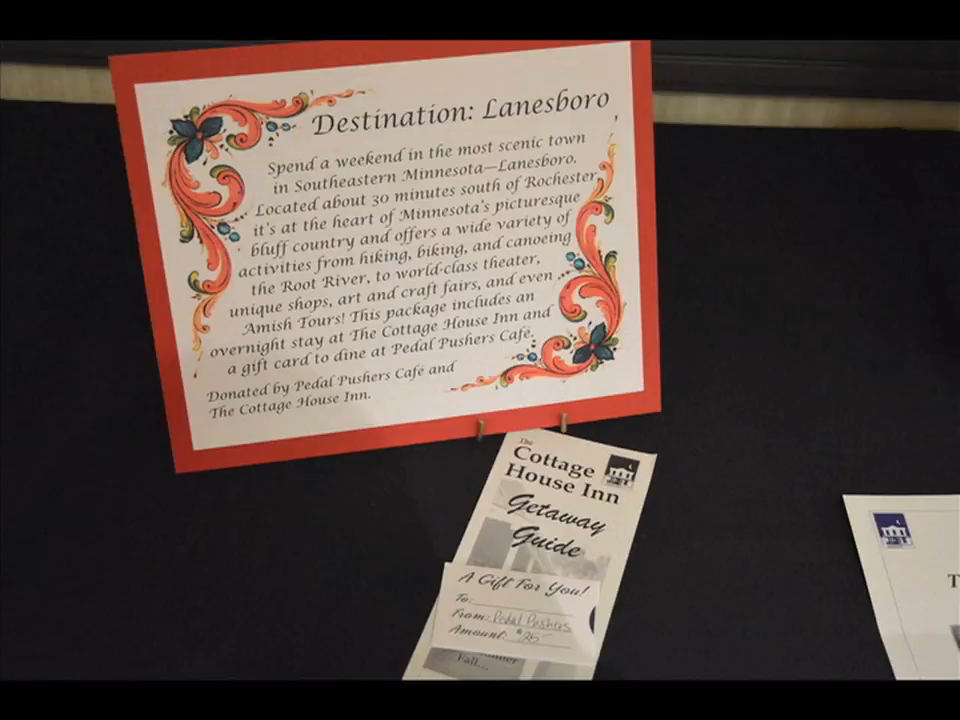 Destination: Lanesboro
Spend a weekend in the most scenic town
in Southeastern Minnesota—Lanesboro.
Located about 30 minutes south of Rochester
it's at the heart of Minnesota's picturesque
bluff country and offers a wide variety of
activities from hiking, biking, and canoeing
the Root River, to world-class theater,
unique shops, art and craft fairs, and even
Amish Tours! This package includes an
overnight stay at The Cottage House Inn and
a gift card to dine at Pedal Pushers Café.
Donated by Pedal Pushers Café and
The Cottage House Inn.
The
Cottage
House Inn
Getaway
Guide
A Gift For You!
To:
From: Pedal Pushers
Amount: $25
Fall...
T